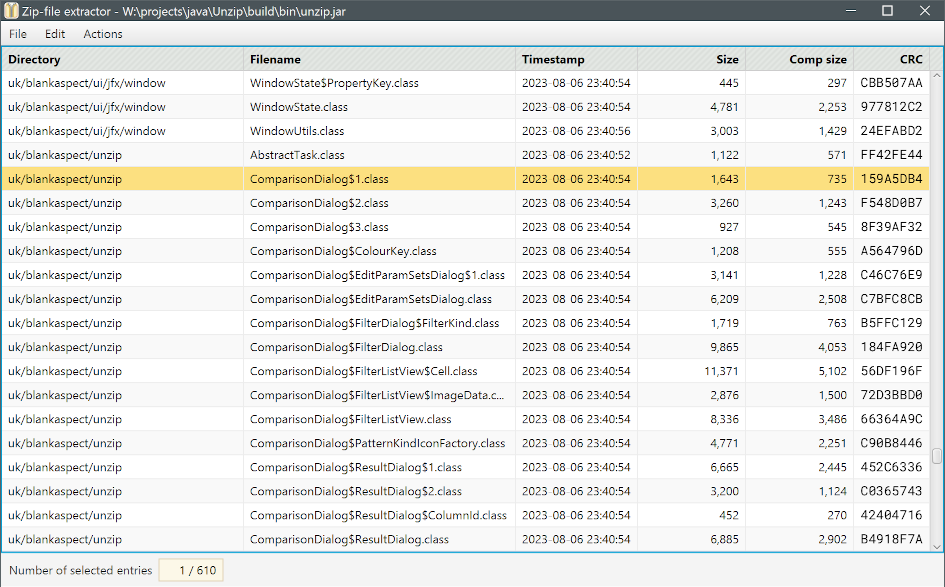 Zip-file extractor - W:\projects\java\Unzip\build\bin\unzip.jar
File Edit Actions
Directory Filename Timestamp Size Comp size CRC
uk/blankaspect/ui/jfx/window WindowState$PropertyKey.class 2023-08-06 23:40:54 445 297 CBB507AA
uk/blankaspect/ui/jfx/window WindowState.class 2023-08-06 23:40:54 4,781 2,253 977812C2
uk/blankaspect/ui/jfx/window WindowUtils.class 2023-08-06 23:40:56 3,003 1,429 24EFABD2
uk/blankaspect/unzip AbstractTask.class 2023-08-06 23:40:52 1,122 571 FF42FE44
uk/blankaspect/unzip ComparisonDialog$1.class 2023-08-06 23:40:54 1,643 735 159A5DB4
uk/blankaspect/unzip ComparisonDialog$2.class 2023-08-06 23:40:54 3,260 1,243 F548D0B7
uk/blankaspect/unzip ComparisonDialog$3.class 2023-08-06 23:40:54 927 545 8F39AF32
uk/blankaspect/unzip ComparisonDialog$ColourKey.class 2023-08-06 23:40:54 1,208 555 A564796D
uk/blankaspect/unzip ComparisonDialog$EditParamSetsDialog$1.class 2023-08-06 23:40:54 3,141 1,228 C46C76E9
uk/blankaspect/unzip ComparisonDialog$EditParamSetsDialog.class 2023-08-06 23:40:54 6,209 2,508 C7BFC8CB
uk/blankaspect/unzip ComparisonDialog$FilterDialog$FilterKind.class 2023-08-06 23:40:54 1,719 763 B5FFC129
uk/blankaspect/unzip ComparisonDialog$FilterDialog.class 2023-08-06 23:40:54 9,865 4,053 184FA920
uk/blankaspect/unzip ComparisonDialog$FilterListView$Cell.class 2023-08-06 23:40:54 11,371 5,102 56DF196F
uk/blankaspect/unzip ComparisonDialog$FilterListView$ImageData.c... 2023-08-06 23:40:54 2,876 1,500 72D3BBD0
uk/blankaspect/unzip ComparisonDialog$FilterListView.class 2023-08-06 23:40:54 8,336 3,486 66364A9C
uk/blankaspect/unzip ComparisonDialog$PatternKindIconFactory.class 2023-08-06 23:40:54 4,771 2,251 C90B8446
uk/blankaspect/unzip ComparisonDialog$ResultDialog$1.class 2023-08-06 23:40:54 6,665 2,445 452C6336
uk/blankaspect/unzip ComparisonDialog$ResultDialog$2.class 2023-08-06 23:40:54 3,200 1,124 C0365743
uk/blankaspect/unzip ComparisonDialog$ResultDialog$ColumnId.class 2023-08-06 23:40:54 452 270 42404716
uk/blankaspect/unzip ComparisonDialog$ResultDialog.class 2023-08-06 23:40:54 6,885 2,902 B4918F7A
Number of selected entries 1 / 610